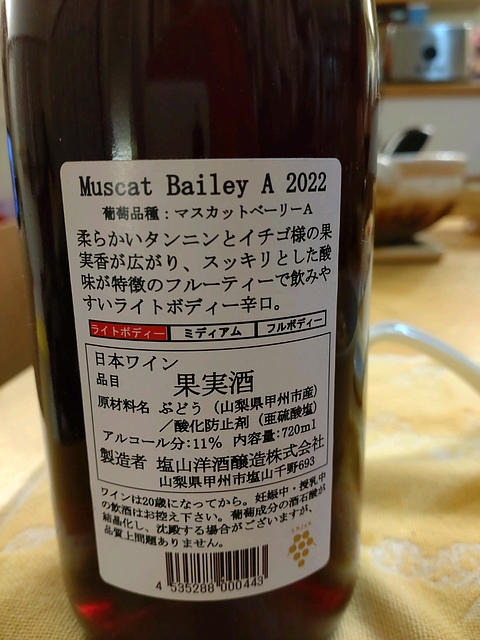 Muscat Bailey A 2022
葡萄品種：マスカットベーリーA
柔らかいタンニンとイチゴ様の果
実香が広がり、スッキリとした酸
味が特徴のフルーティーで飲みや
すいライトボディー辛口。
ライトボディー ミディアム フルボディー
日本ワイン
品目 果実酒
原材料名 ぶどう（山梨県甲州市産）
／酸化防止剤（亜硫酸塩）
アルコール分:11% 内容量:720ml
製造者 塩山洋酒醸造株式会社
山梨県甲州市塩山千野693
ワインは20歳になってから。妊娠中・授乳中
の飲酒はお控え下さい。葡萄成分の酒石酸が
結晶化し、沈殿する場合がございますが、
品質上問題ありません。
4 535288 000443